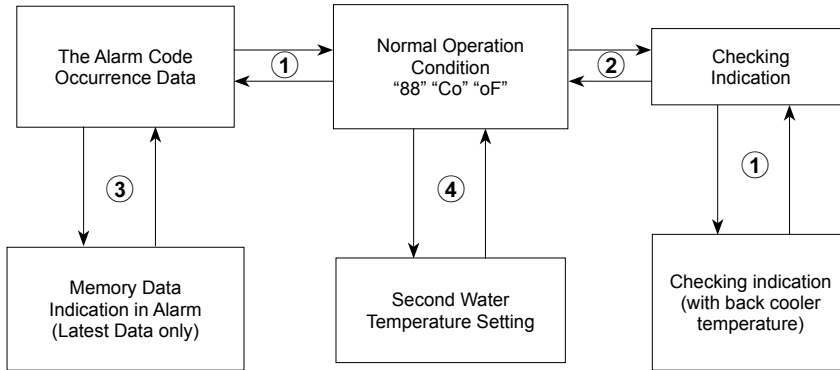 The Alarm Code
Occurrence Data
①
Normal Operation
Condition
“88” “Co” “oF”
②
Checking
Indication
③
④
①
Memory Data
Indication in Alarm
(Latest Data only)
Second Water
Temperature Setting
Checking indication
(with back cooler
temperature)